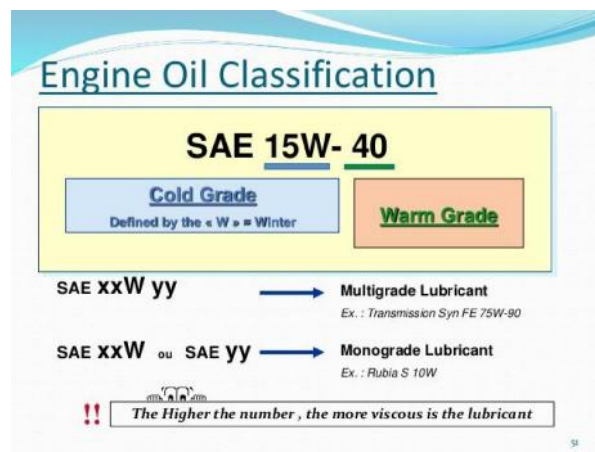 Engine Oil Classification
SAE 15W- 40
Cold Grade
Defined by the « W » = Winter
Warm Grade
SAE xxW yy
Multigrade Lubricant
Ex. : Transmission Syn FE 75W-90
SAE xxW ou SAE yy
Monograde Lubricant
Ex. : Rubia S 10W
!! The Higher the number , the more viscous is the lubricant
51